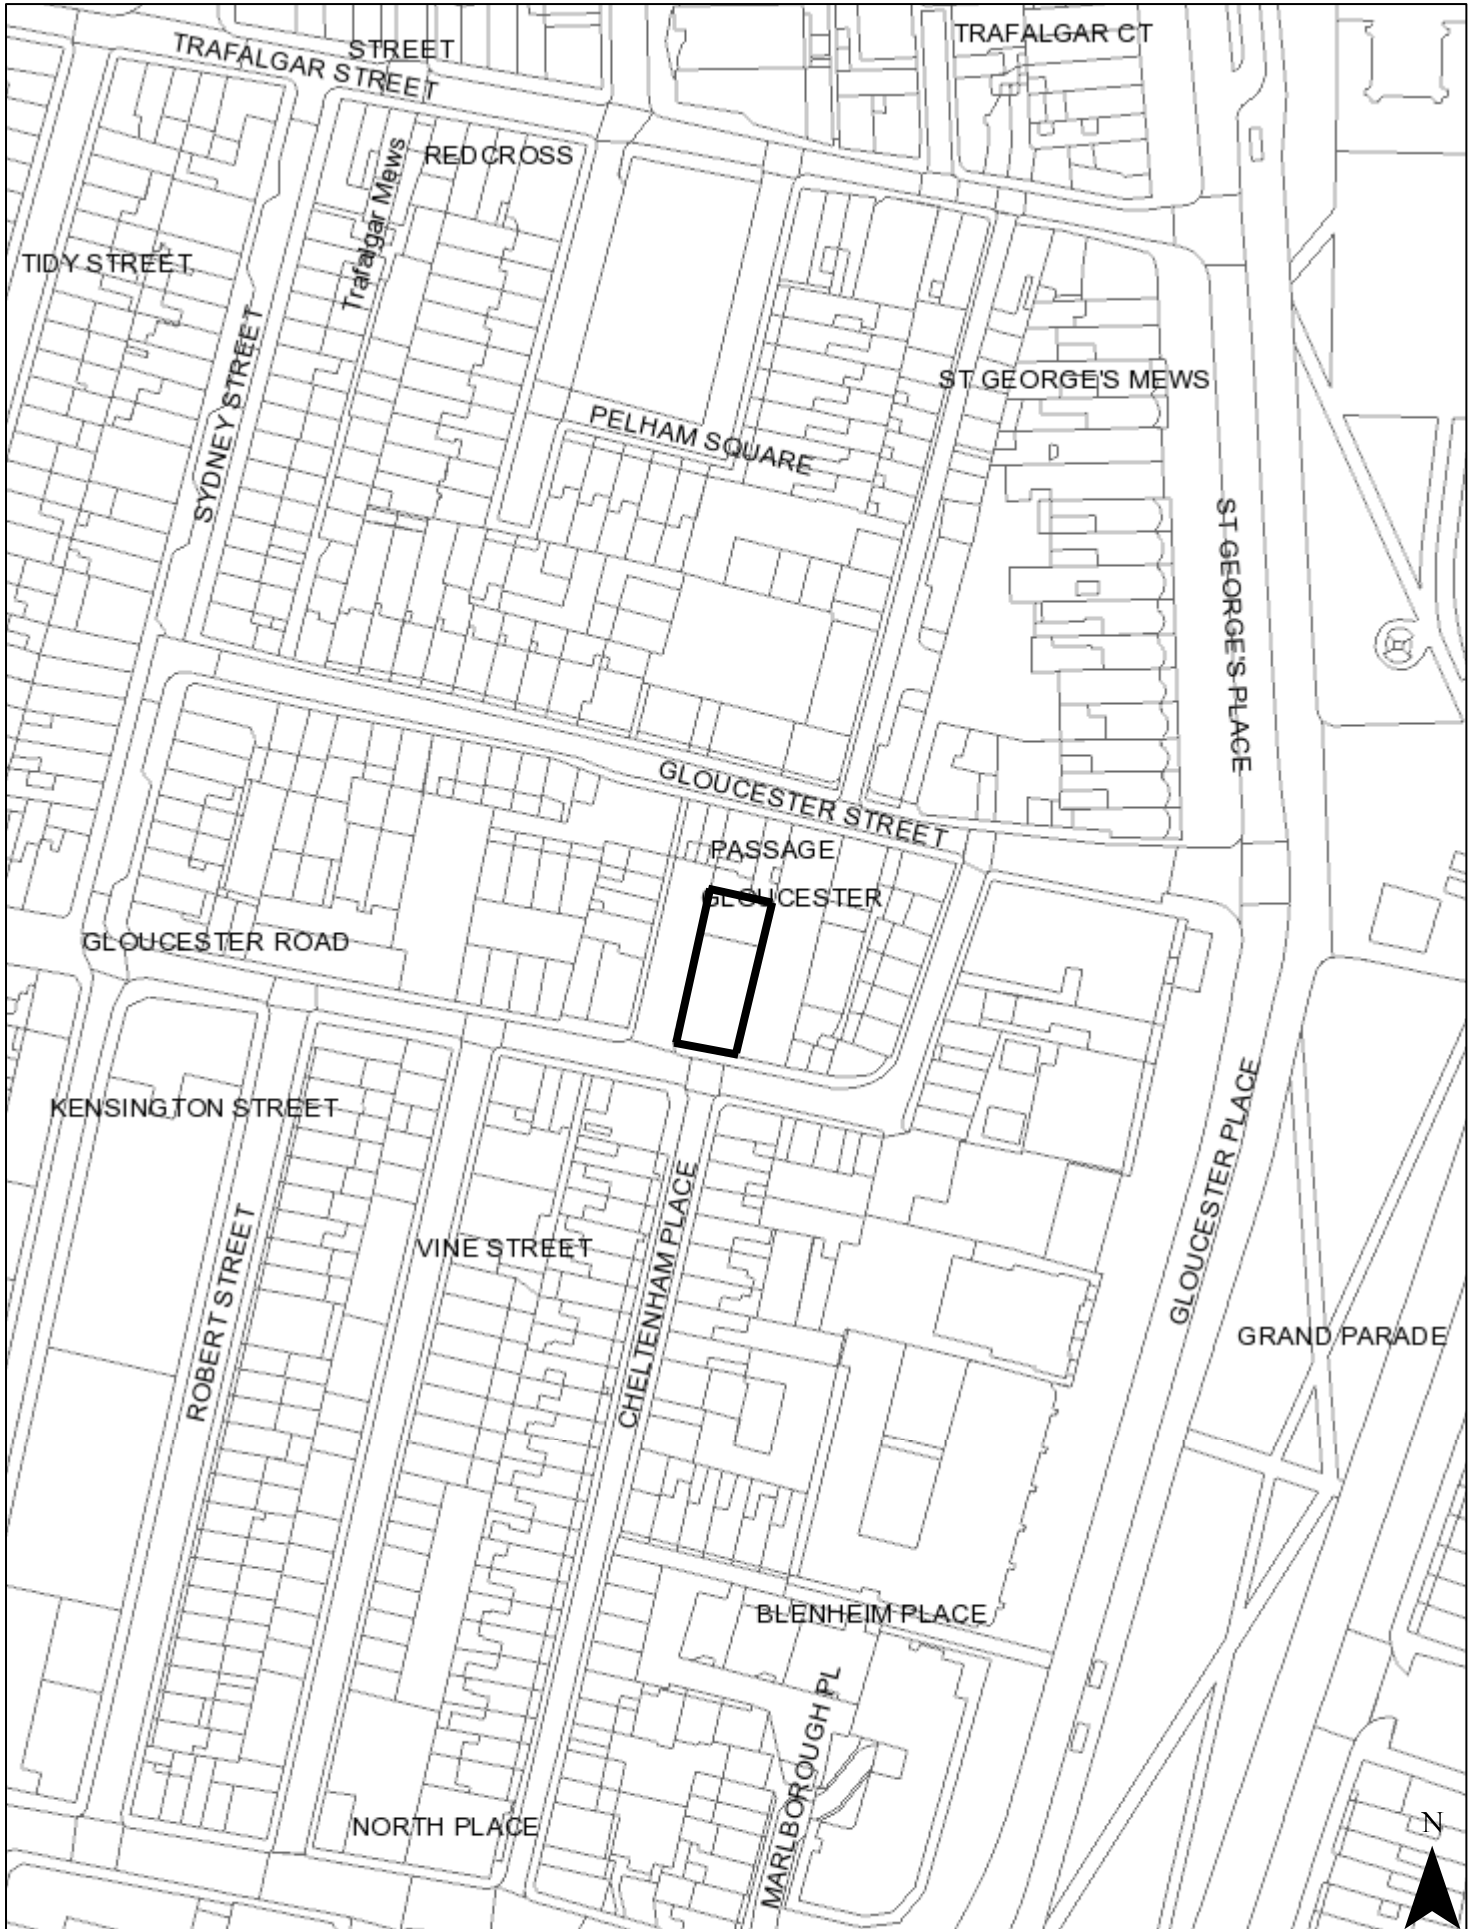 TRAFALGAR CT
STREET
TRAFALGAR STREET
REDCROSS
Trafalgar Mews
TIDY STREET
SYDNEY STREET
ST GEORGE'S MEWS
PELHAM SQUARE
ST GEORGE'S PLACE
GLOUCESTER STREET
PASSAGE
GLOUCESTER
GLOUCESTER ROAD
KENSINGTON STREET
VINE STREET
ROBERT STREET
CHELTENHAM PLACE
GLOUCESTER PLACE
GRAND PARADE
BLENHEIM PLACE
MARLBOROUGH PL
NORTH PLACE
N